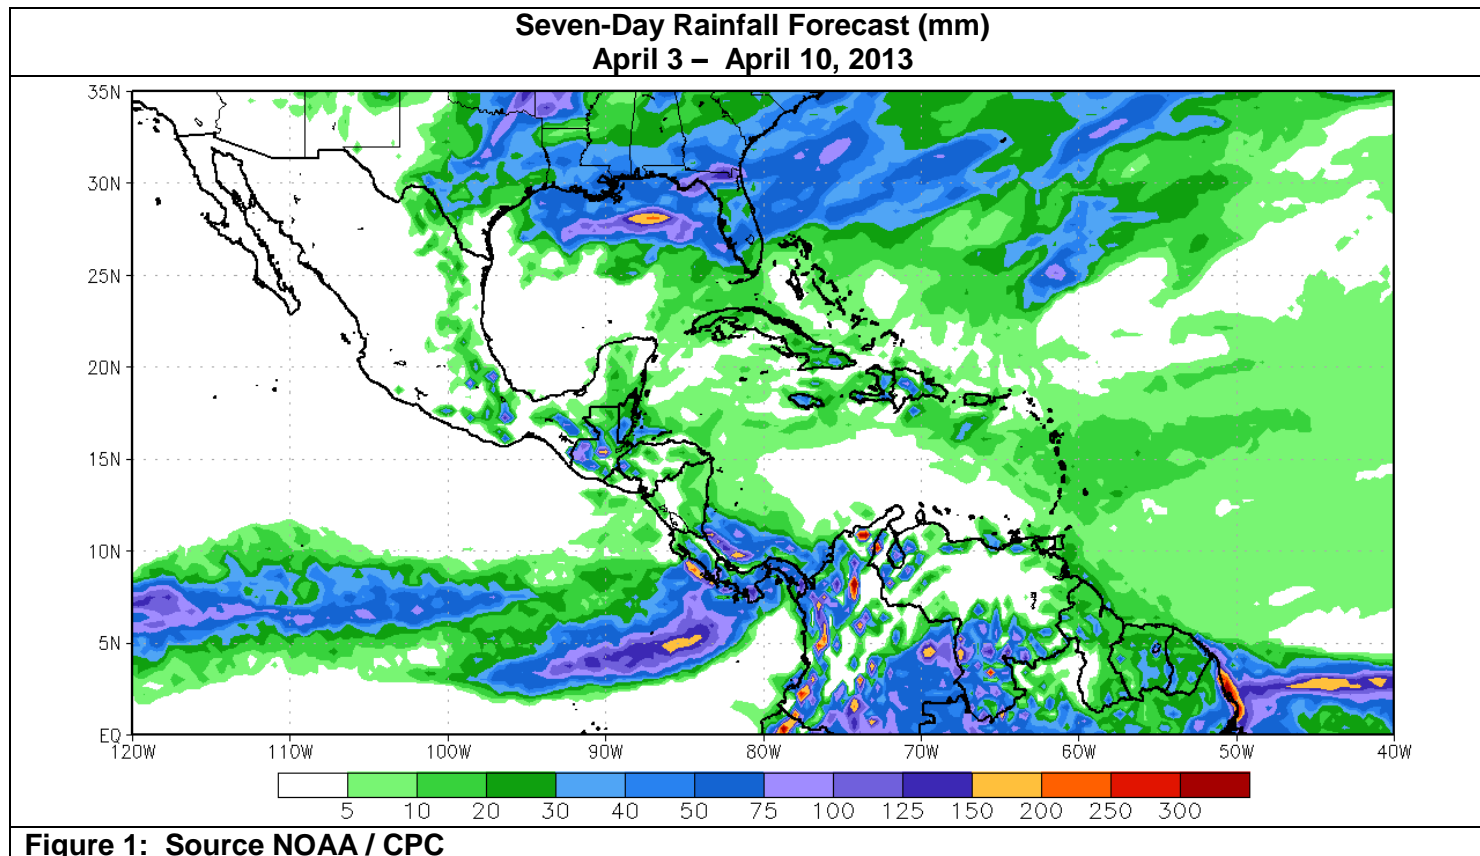 Seven-Day Rainfall Forecast (mm)
April 3 – April 10, 2013
35N
30N
25N
20N
15N
10N
5N
EQ
120W 110W 100W 90W 80W 70W 60W 50W 40W
5 10 20 30 40 50 75 100 125 150 200 250 300
Figure 1: Source NOAA / CPC